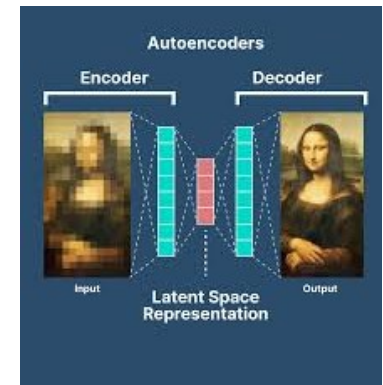 Autoencoders
Encoder Decoder
Input Output
Latent Space
Representation